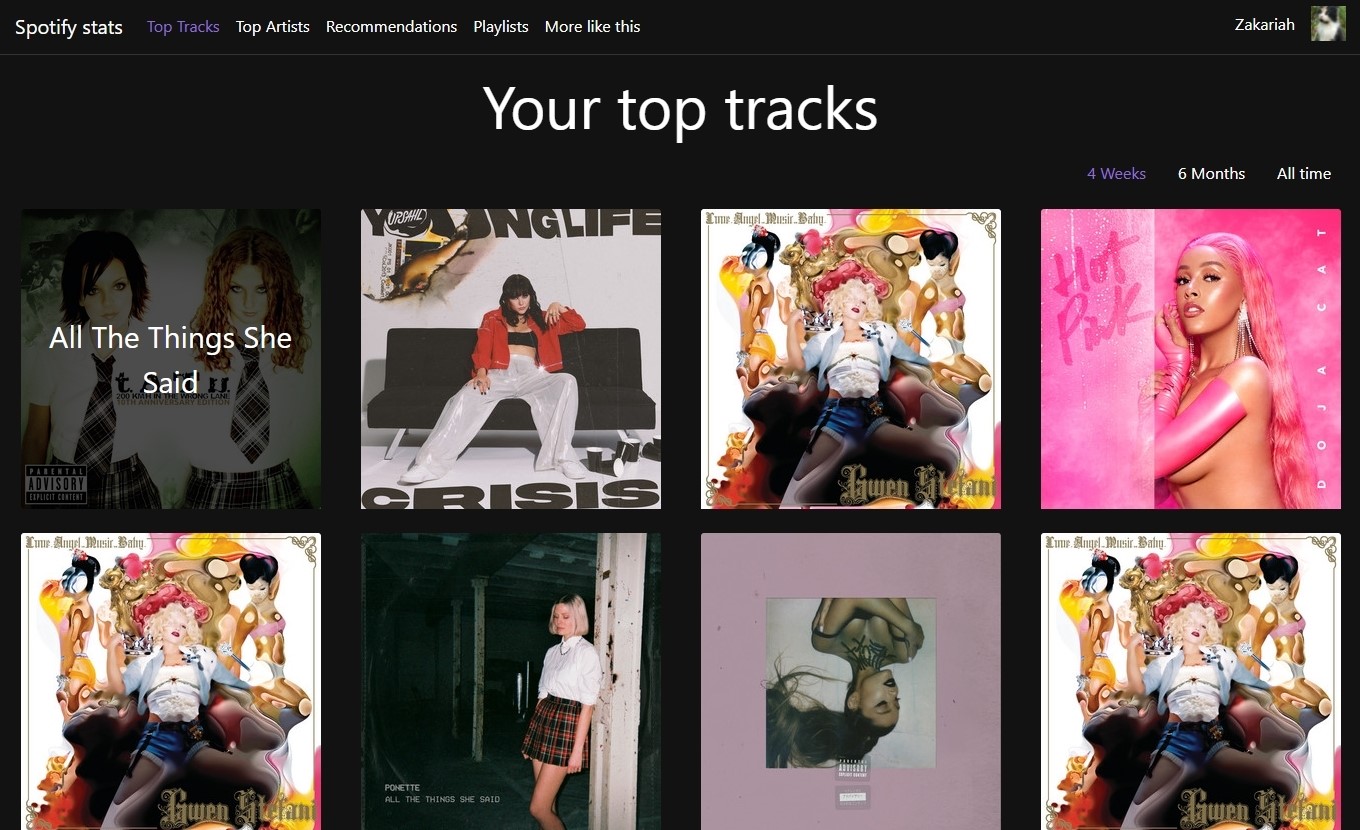 Spotify stats
Top Tracks
Top Artists
Recommendations
Playlists
More like this
Zakariah
Your top tracks
4 Weeks
6 Months
All time
All The Things She
Said
t.A.T.u.
200 KM/H IN THE WRONG LANE
10TH ANNIVERSARY EDITION
PARENTAL
ADVISORY
EXPLICIT CONTENT
UPSAHL
YOUNG LIFE
CRISIS
Love.Angel.Music.Baby.
Gwen Stefani
Hot
Pink
DOJA CAT
Love.Angel.Music.Baby.
Gwen Stefani
PONETTE
ALL THE THINGS SHE SAID
PARENTAL
ADVISORY
EXPLICIT CONTENT
Love.Angel.Music.Baby.
Gwen Stefani